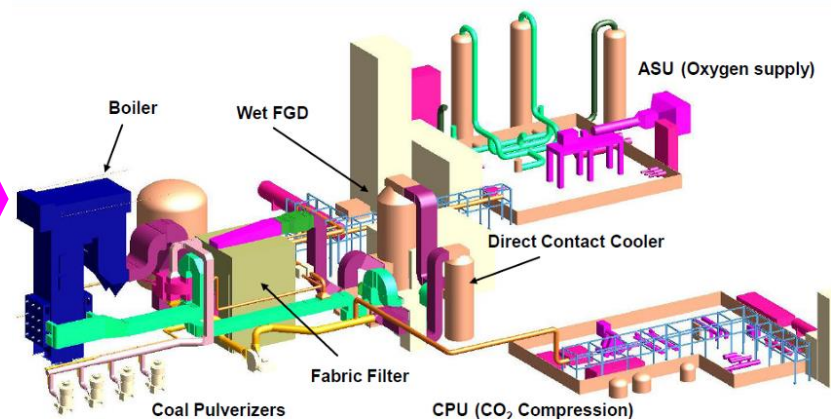 ASU (Oxygen supply)
Boiler
Wet FGD
Direct Contact Cooler
Fabric Filter
Coal Pulverizers
CPU (CO₂ Compression)